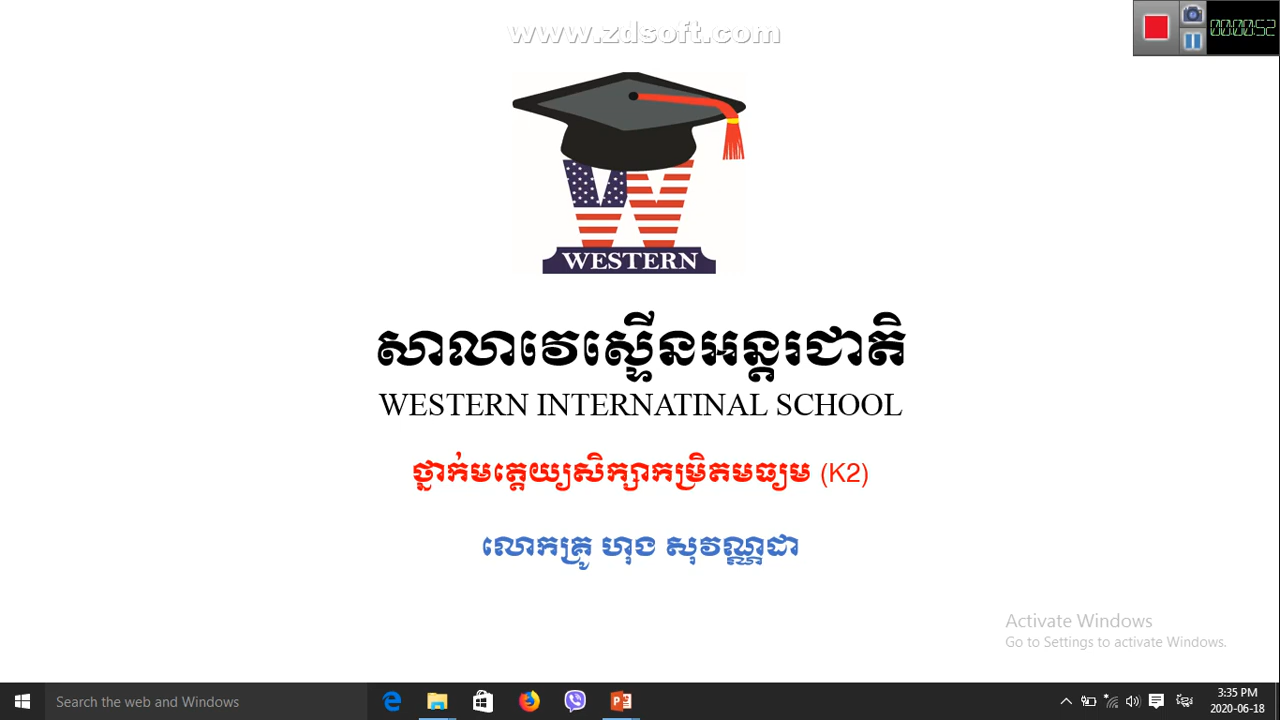 www.zdsoft.com
00:00:52
WESTERN
សាលាវេស្ទើនអន្តរជាតិ
WESTERN INTERNATINAL SCHOOL
ថ្នាក់មត្តេយ្យសិក្សាកម្រិតមធ្យម (K2)
លោកគ្រូ ហុង សុវណ្ណដា
Activate Windows
Go to Settings to activate Windows.
Search the web and Windows
3:35 PM
2020-06-18